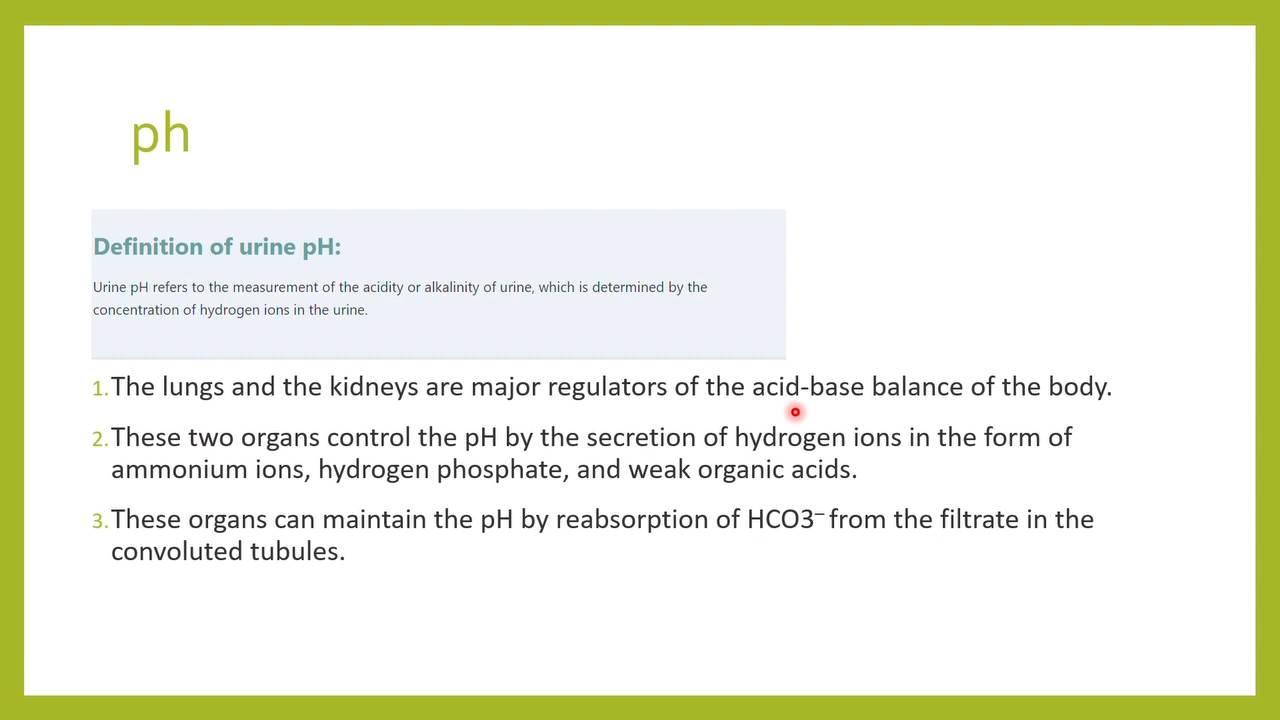 ph
Definition of urine pH:
Urine pH refers to the measurement of the acidity or alkalinity of urine, which is determined by the
concentration of hydrogen ions in the urine.
1. The lungs and the kidneys are major regulators of the acid-base balance of the body.
2. These two organs control the pH by the secretion of hydrogen ions in the form of
ammonium ions, hydrogen phosphate, and weak organic acids.
3. These organs can maintain the pH by reabsorption of HCO3⁻ from the filtrate in the
convoluted tubules.